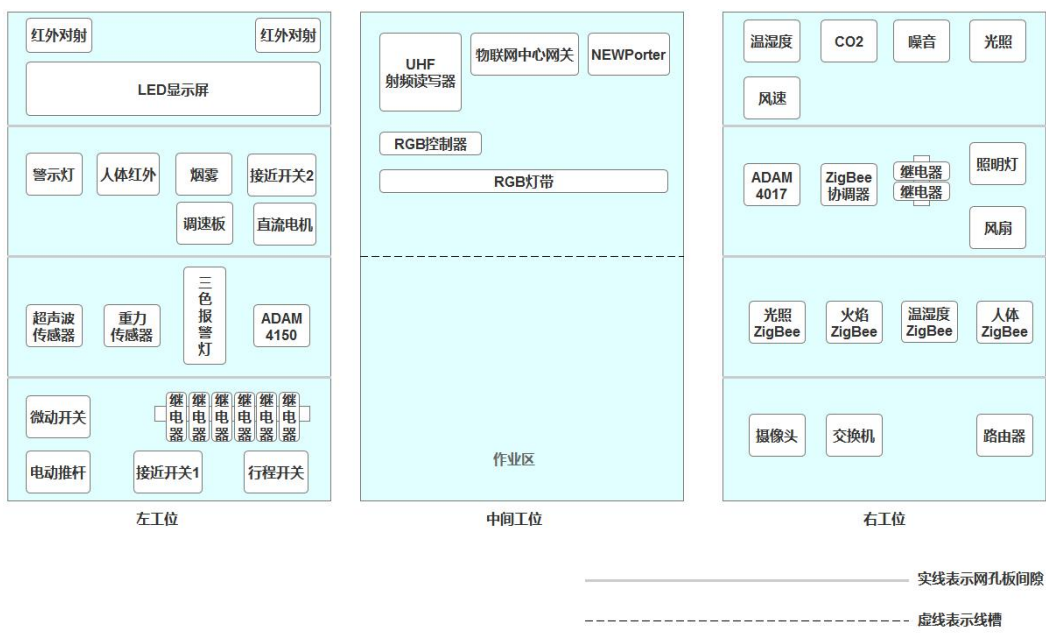 红外对射
红外对射
LED显示屏
警示灯
人体红外
烟雾
接近开关2
调速板
直流电机
超声波
传感器
重力
传感器
三
色
报
警
灯
ADAM
4150
微动开关
继
电
器
继
电
器
继
电
器
继
电
器
继
电
器
继
电
器
电动推杆
接近开关1
行程开关
左工位
UHF
射频读写器
物联网中心网关
NEWPorter
RGB控制器
RGB灯带
作业区
中间工位
温湿度
CO2
噪音
光照
风速
ADAM
4017
ZigBee
协调器
继电器
继电器
照明灯
风扇
光照
ZigBee
火焰
ZigBee
温湿度
ZigBee
人体
ZigBee
摄像头
交换机
路由器
右工位
实线表示网孔板间隙
虚线表示线槽